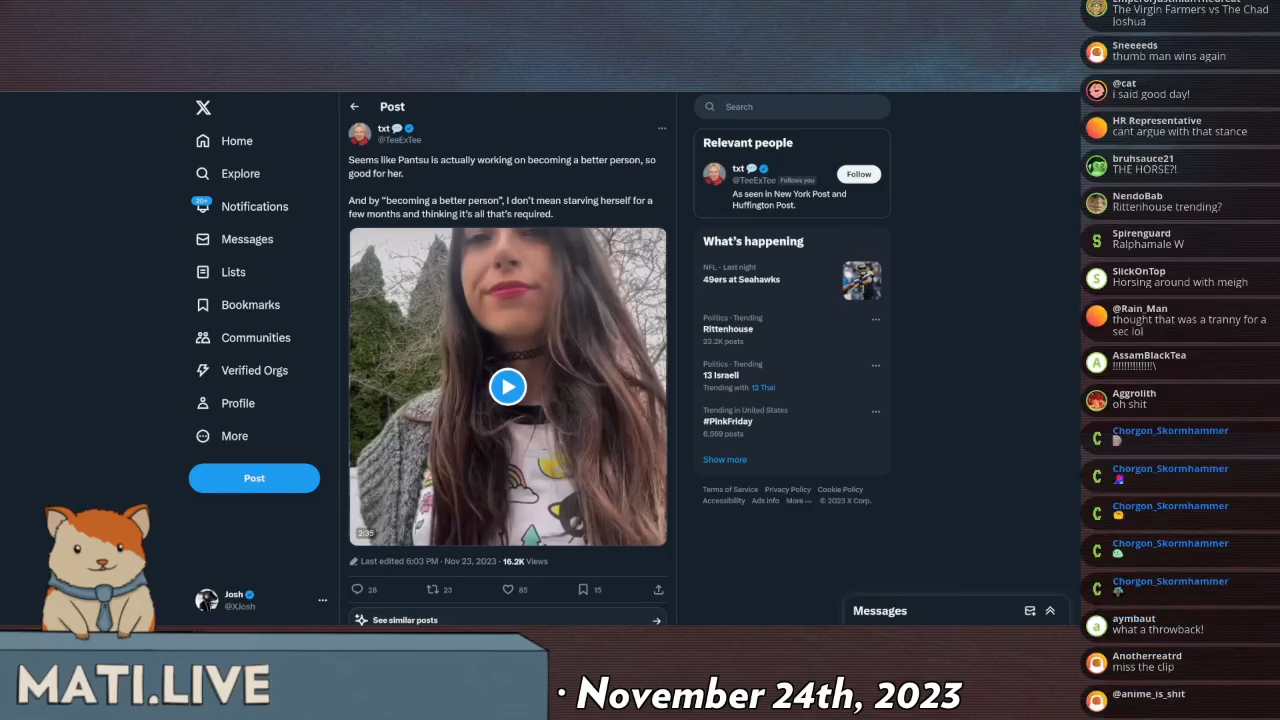 Post
txt
@TeeExTee
Seems like Pantsu is actually working on becoming a better person, so
good for her.
And by “becoming a better person”, I don’t mean starving herself for a
few months and thinking it’s all that’s required.
2:35
Last edited 6:03 PM · Nov 23, 2023 · 16.2K Views
28 23 85 15
See similar posts
Home
Explore
20+
Notifications
Messages
Lists
Bookmarks
Communities
Verified Orgs
Profile
More
Post
Josh
@XJosh
Search
Relevant people
txt
@TeeExTee Follows you
Follow
As seen in New York Post and
Huffington Post.
What’s happening
NFL · Last night
49ers at Seahawks
Politics · Trending
Rittenhouse
23.2K posts
Politics · Trending
13 Israeli
Trending with 12 Thai
Trending in United States
#PinkFriday
6,559 posts
Show more
Terms of Service Privacy Policy Cookie Policy
Accessibility Ads info More ··· © 2023 X Corp.
Messages
The Virgin Farmers vs The Chad
Joshua
Sneeeeds
thumb man wins again
@cat
i said good day!
HR Representative
cant argue with that stance
bruhsauce21
THE HORSE?!
NendoBab
Rittenhouse trending?
Spirenguard
Ralphamale W
SlickOnTop
Horsing around with meigh
@Rain_Man
thought that was a tranny for a
sec lol
AssamBlackTea
!!!!!!!!!!!!!!\
Aggrolith
oh shit
Chorgon_Skormhammer
Chorgon_Skormhammer
Chorgon_Skormhammer
Chorgon_Skormhammer
Chorgon_Skormhammer
aymbaut
what a throwback!
Anotherreatrd
miss the clip
@anime_is_shit
MATI.LIVE
· November 24th, 2023